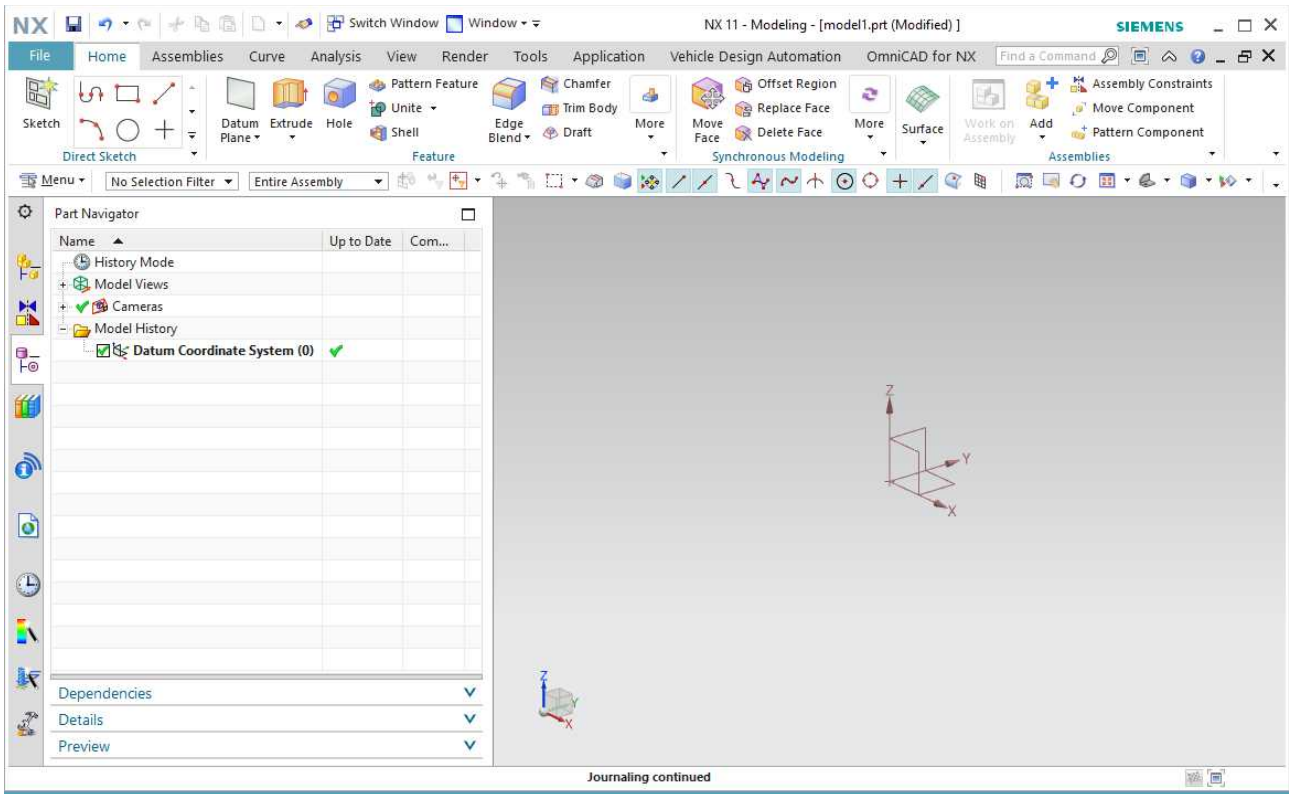 NX Switch Window Window NX 11 - Modeling - [model1.prt (Modified) ] SIEMENS
File Home Assemblies Curve Analysis View Render Tools Application Vehicle Design Automation OmniCAD for NX Find a Command
Pattern Feature Chamfer Offset Region Assembly Constraints
Unite Trim Body Replace Face Move Component
Sketch Datum Plane Extrude Hole Shell Edge Blend Draft More Move Face Delete Face More Surface Work on Assembly Add Pattern Component
Direct Sketch Feature Synchronous Modeling Assemblies
Menu No Selection Filter Entire Assembly
Part Navigator
Name Up to Date Com...
History Mode
Model Views
Cameras
Model History
Datum Coordinate System (0)
Z
Y
X
Z
Y
X
Dependencies
Details
Preview
Journaling continued